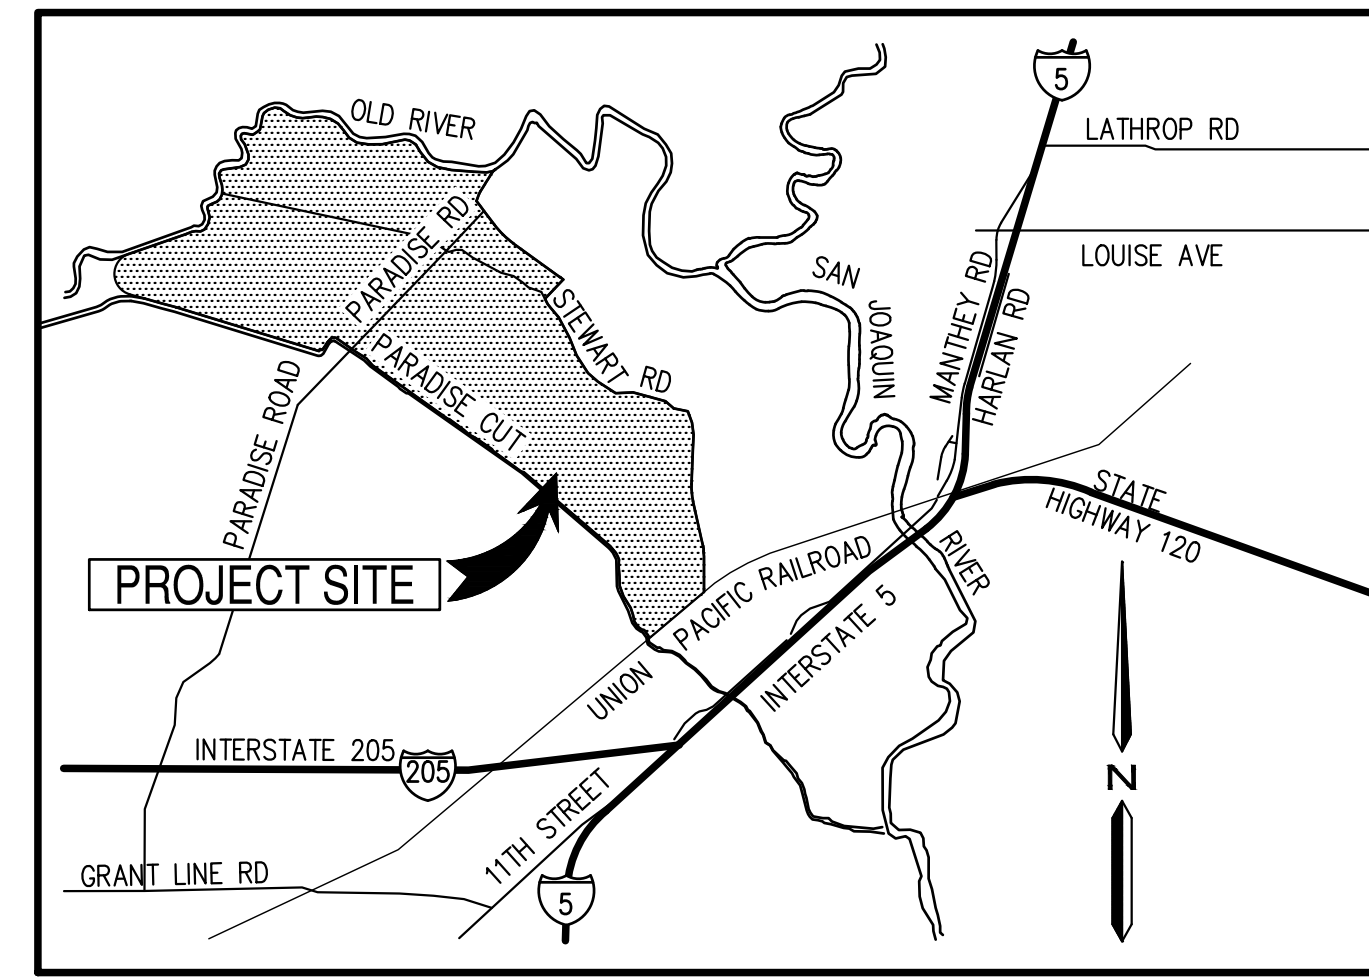 5
LATHROP RD
OLD RIVER
LOUISE AVE
PARADISE RD
SAN
JOAQUIN
RIVER
MANTHEY RD
HARLAN RD
STEWART RD
PARADISE CUT
PARADISE ROAD
STATE
HIGHWAY 120
PROJECT SITE
UNION PACIFIC RAILROAD
INTERSTATE 5
INTERSTATE 205
205
N
11TH STREET
GRANT LINE RD
5